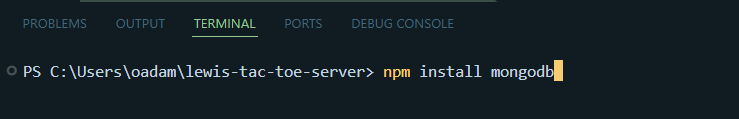 PROBLEMS OUTPUT TERMINAL PORTS DEBUG CONSOLE
PS C:\Users\oadam\lewis-tac-toe-server> npm install mongodb